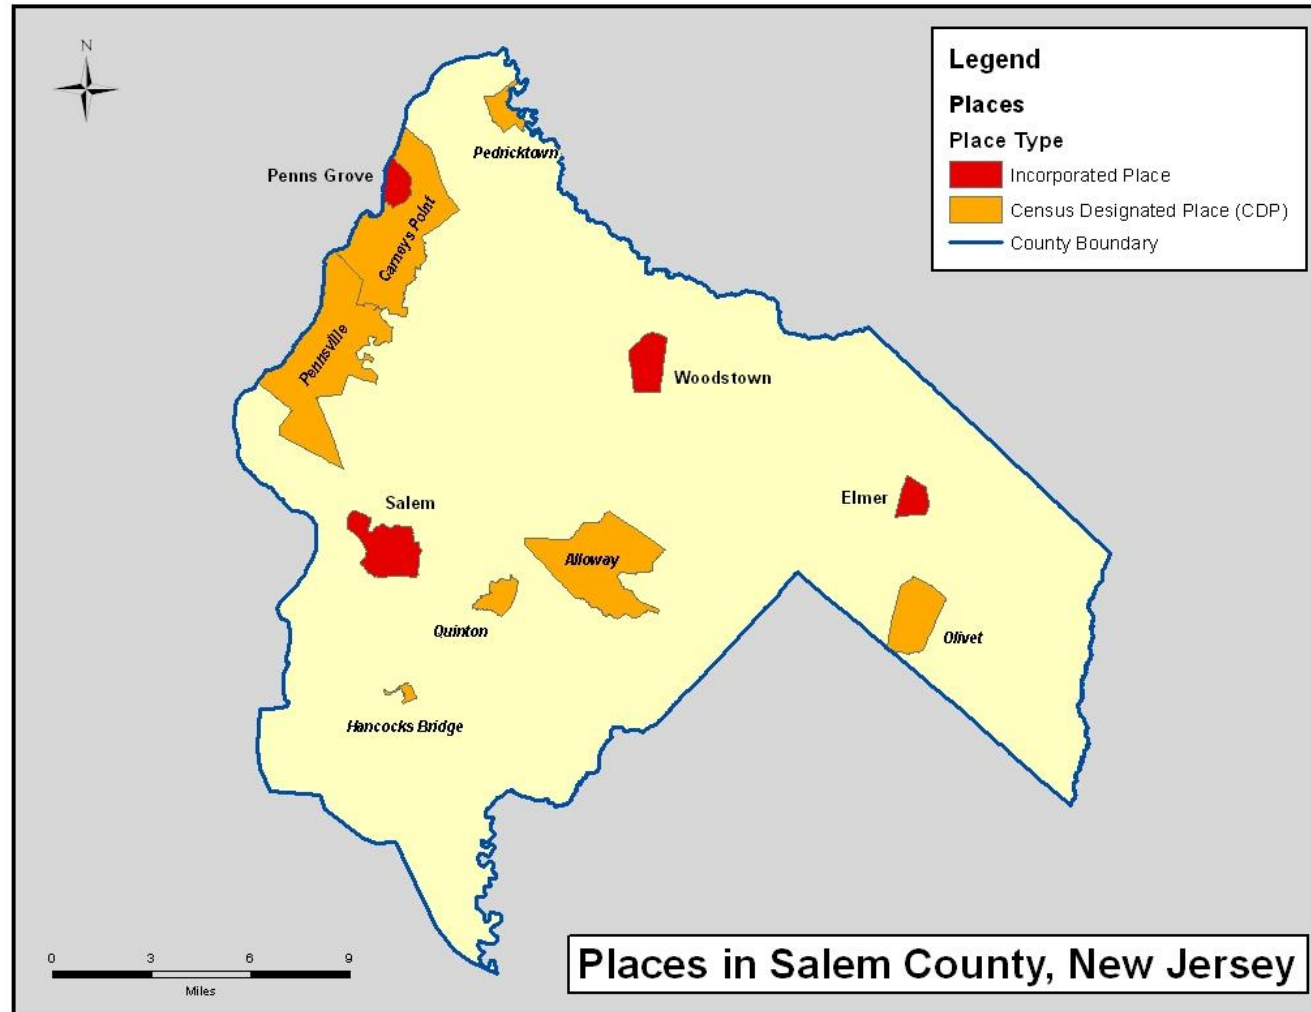 N
Legend
Places
Place Type
Incorporated Place
Census Designated Place (CDP)
County Boundary
Pedricktown
Penns Grove
Carneys Point
Pennsville
Woodstown
Salem
Elmer
Alloway
Quinton
Olivet
Hancocks Bridge
0 3 6 9
Miles
Places in Salem County, New Jersey